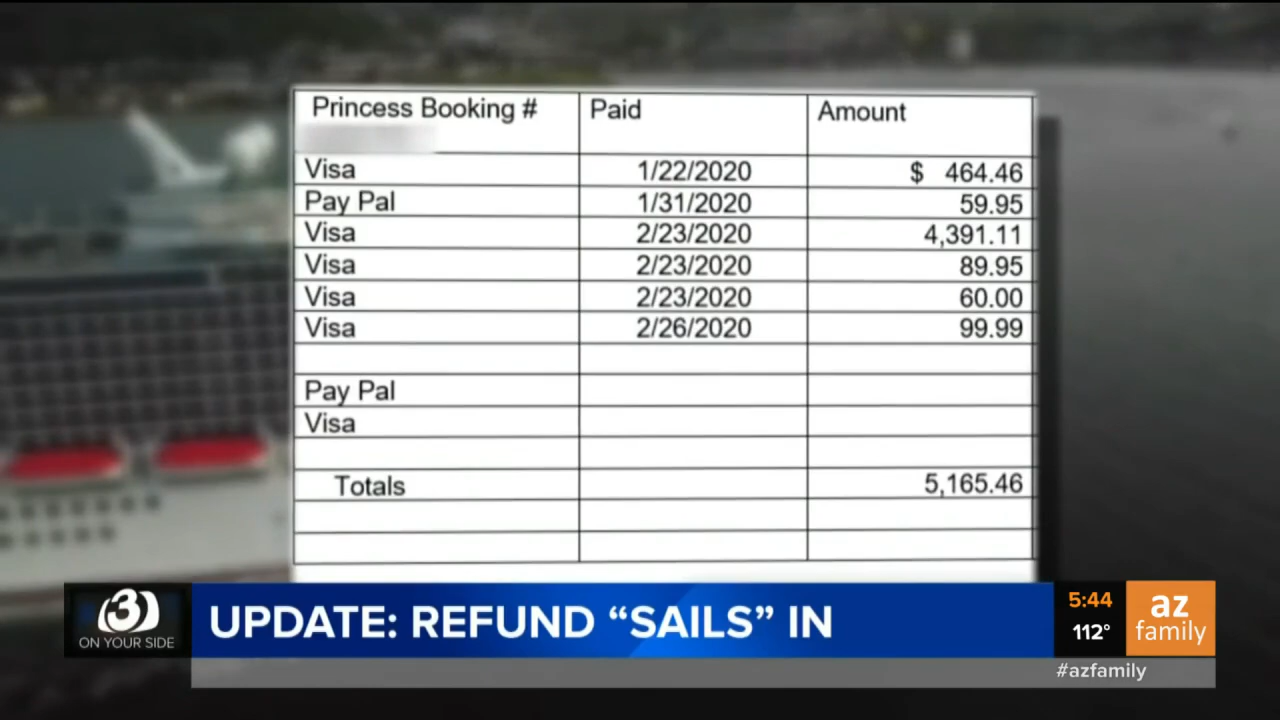 Princess Booking # Paid Amount
Visa 1/22/2020 $ 464.46
Pay Pal 1/31/2020 59.95
Visa 2/23/2020 4,391.11
Visa 2/23/2020 89.95
Visa 2/23/2020 60.00
Visa 2/26/2020 99.99
Pay Pal
Visa
Totals 5,165.46
3
ON YOUR SIDE
UPDATE: REFUND “SAILS” IN
5:44
112°
az
family
#azfamily